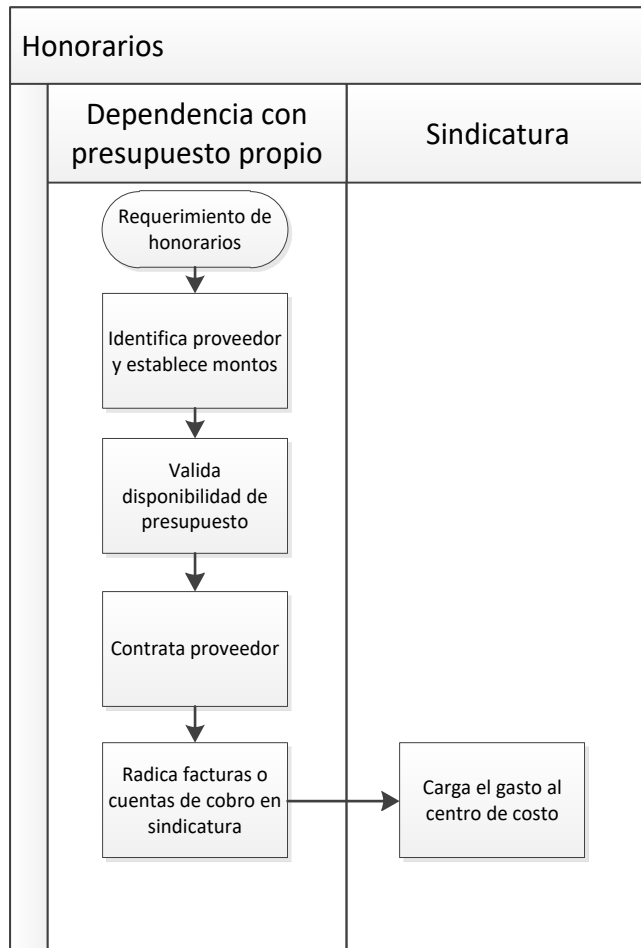 Honorarios
Dependencia con
presupuesto propio
Sindicatura
Requerimiento de
honorarios
Identifica proveedor
y establece montos
Valida
disponibilidad de
presupuesto
Contrata proveedor
Radica facturas o
cuentas de cobro en
sindicatura
Carga el gasto al
centro de costo